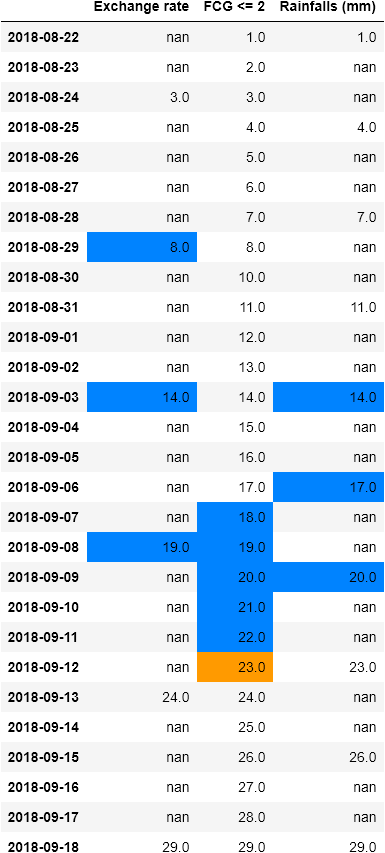 Exchange rate FCG <= 2 Rainfalls (mm)
2018-08-22 nan 1.0 1.0
2018-08-23 nan 2.0 nan
2018-08-24 3.0 3.0 nan
2018-08-25 nan 4.0 4.0
2018-08-26 nan 5.0 nan
2018-08-27 nan 6.0 nan
2018-08-28 nan 7.0 7.0
2018-08-29 8.0 8.0 nan
2018-08-30 nan 10.0 nan
2018-08-31 nan 11.0 11.0
2018-09-01 nan 12.0 nan
2018-09-02 nan 13.0 nan
2018-09-03 14.0 14.0 14.0
2018-09-04 nan 15.0 nan
2018-09-05 nan 16.0 nan
2018-09-06 nan 17.0 17.0
2018-09-07 nan 18.0 nan
2018-09-08 19.0 19.0 nan
2018-09-09 nan 20.0 20.0
2018-09-10 nan 21.0 nan
2018-09-11 nan 22.0 nan
2018-09-12 nan 23.0 23.0
2018-09-13 24.0 24.0 nan
2018-09-14 nan 25.0 nan
2018-09-15 nan 26.0 26.0
2018-09-16 nan 27.0 nan
2018-09-17 nan 28.0 nan
2018-09-18 29.0 29.0 29.0